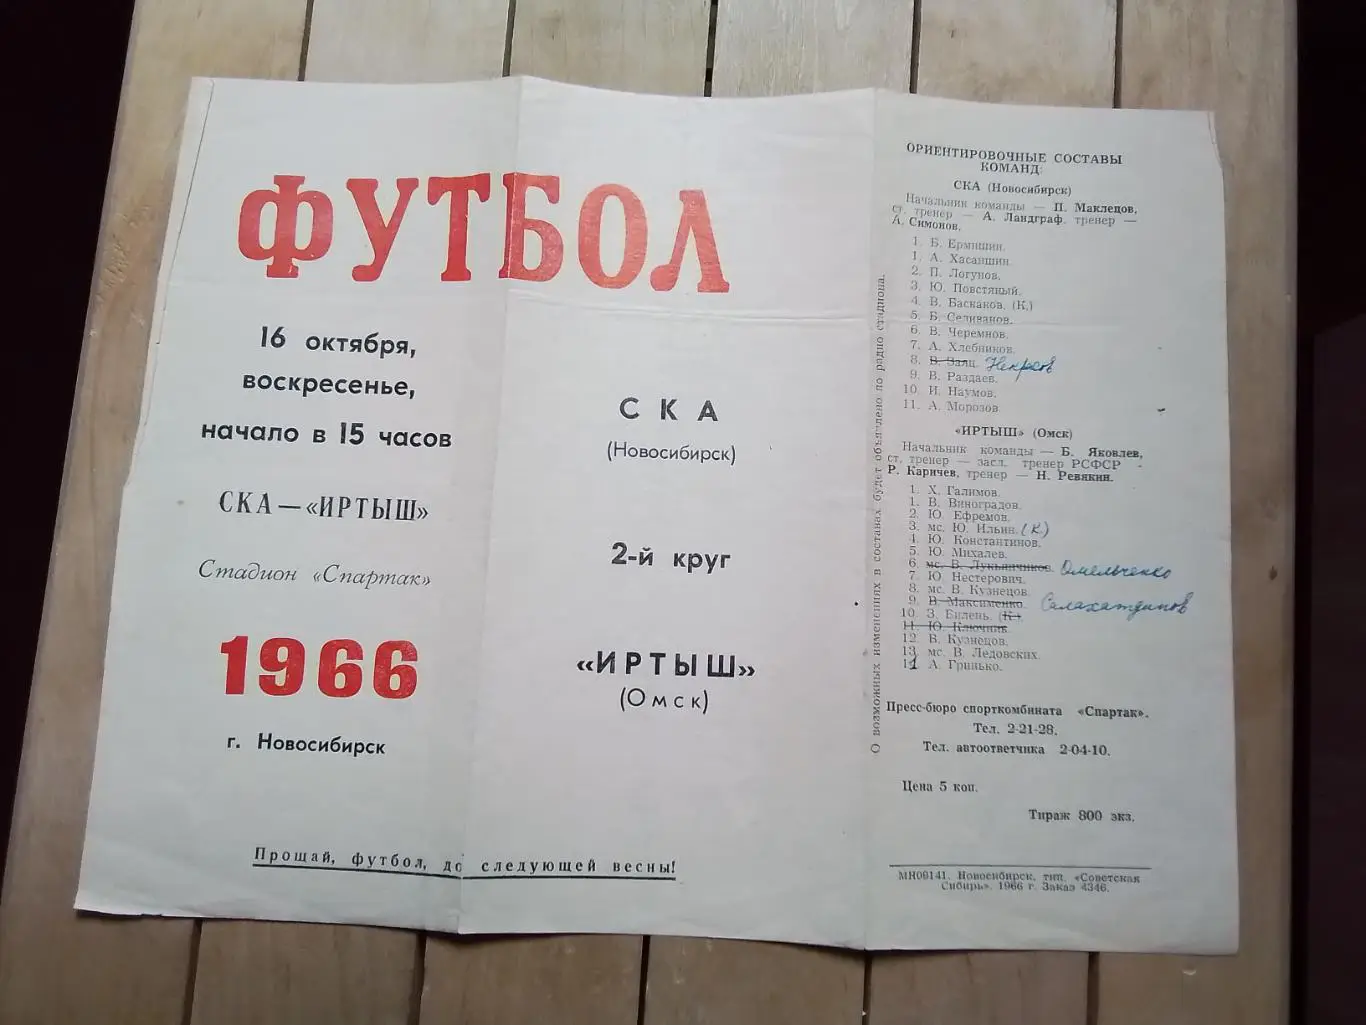 ФУТБОЛ
16 октября,
воскресенье,
начало в 15 часов
СКА — «ИРТЫШ»
Стадион «Спартак»
1966
г. Новосибирск
СКА
(Новосибирск)
2-й круг
«ИРТЫШ»
(Омск)
Прощай, футбол, до следующей весны!
О возможных изменениях в составах будет объявлено по радио стадиона.
ОРИЕНТИРОВОЧНЫЕ СОСТАВЫ
КОМАНД:
СКА (Новосибирск)
Начальник команды — П. Маклецов,
ст. тренер — А. Ландграф, тренер —
А. Симонов.
1. Б. Ермишин.
1. А. Хасаншин.
2. П. Логунов.
3. Ю. Повстяный.
4. В. Баскаков. (К.)
5. Б. Селиванов.
6. В. Черемнов.
7. А. Хлебников.
8. В. Залц. Некрасов
9. В. Раздаев.
10. И. Наумов.
11. А. Морозов.
«ИРТЫШ» (Омск)
Начальник команды — Б. Яковлев,
ст. тренер — засл. тренер РСФСР
Р. Каричев, тренер — Н. Ревякин.
1. Х. Галимов.
1. В. Виноградов.
2. Ю. Ефремов.
3. мс. Ю. Ильин. (К.)
4. Ю. Константинов.
5. Ю. Михалев.
6. мс. В. Лукьянчиков. Омельченко
7. Ю. Нестерович.
8. мс. В. Кузнецов.
9. В. Максименко. Салахатдинов
10. З. Билень. (К.)
11. Ю. Ключник.
12. В. Кузнецов.
13. мс. В. Ледовских.
11 А. Гринько.
Пресс-бюро спорткомбината «Спартак».
Тел. 2-21-28.
Тел. автоответчика 2-04-10.
Цена 5 коп.
Тираж 800 экз.
МН09141. Новосибирск, тип. «Советская
Сибирь». 1966 г. Заказ 4346.